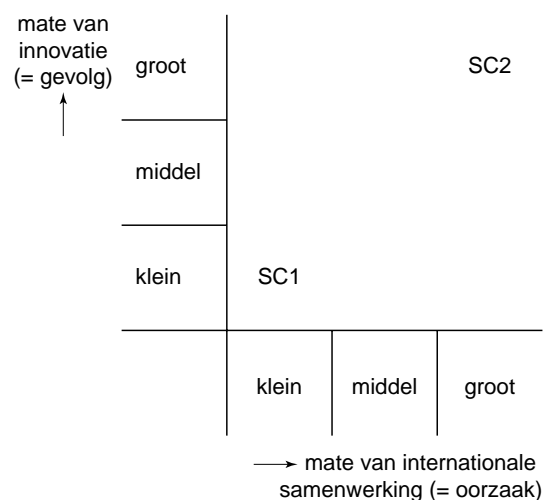 mate van
innovatie
(= gevolg)
groot
SC2
middel
klein
SC1
klein
middel
groot
mate van internationale
samenwerking (= oorzaak)